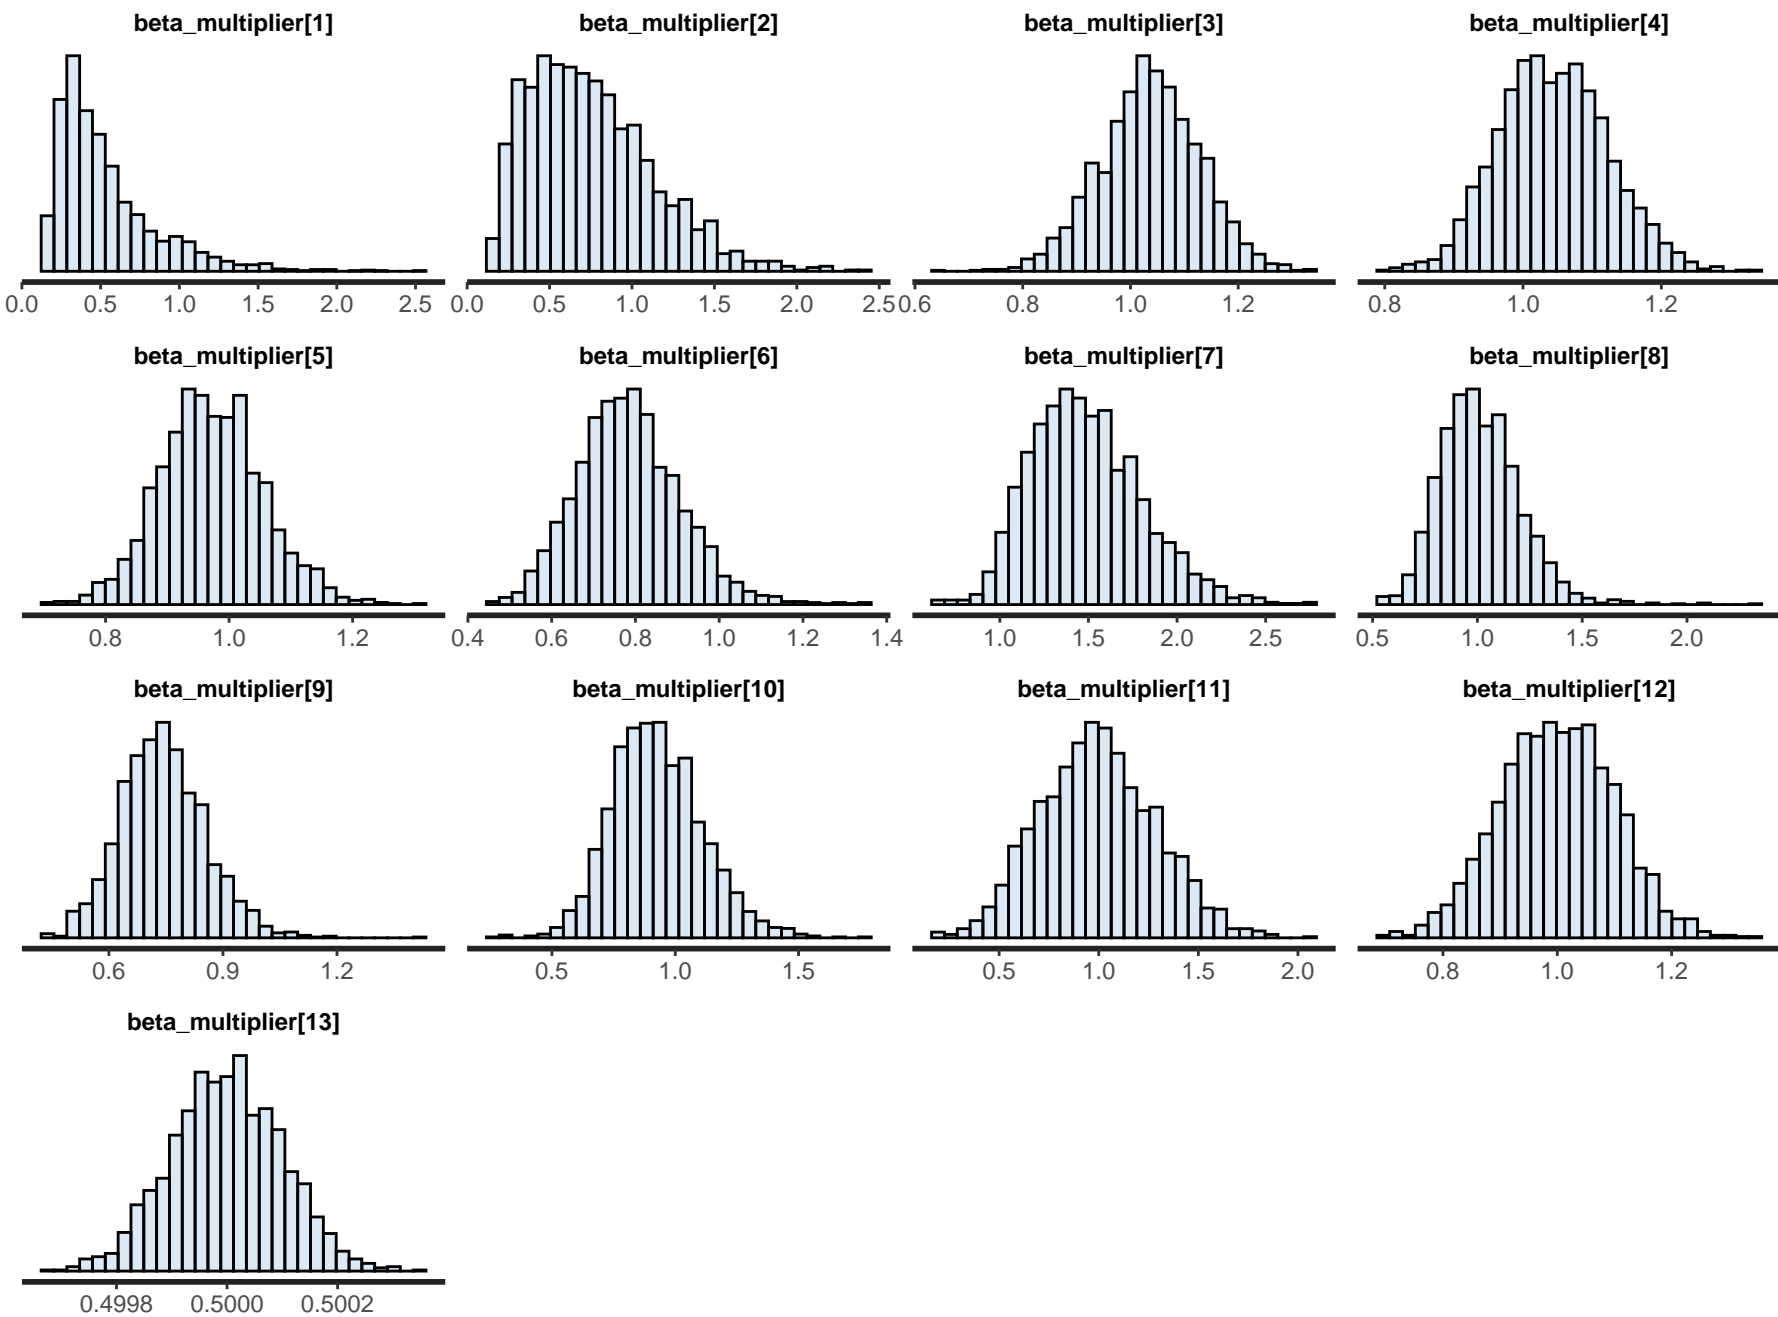 beta_multiplier[1] beta_multiplier[2] beta_multiplier[3] beta_multiplier[4]
0.0 0.5 1.0 1.5 2.0 2.5 0.0 0.5 1.0 1.5 2.0 2.5 0.6 0.8 1.0 1.2 0.8 1.0 1.2
beta_multiplier[5] beta_multiplier[6] beta_multiplier[7] beta_multiplier[8]
0.8 1.0 1.2 0.4 0.6 0.8 1.0 1.2 1.4 1.0 1.5 2.0 2.5 0.5 1.0 1.5 2.0
beta_multiplier[9] beta_multiplier[10] beta_multiplier[11] beta_multiplier[12]
0.6 0.9 1.2 0.5 1.0 1.5 0.5 1.0 1.5 2.0 0.8 1.0 1.2
beta_multiplier[13]
0.4998 0.5000 0.5002